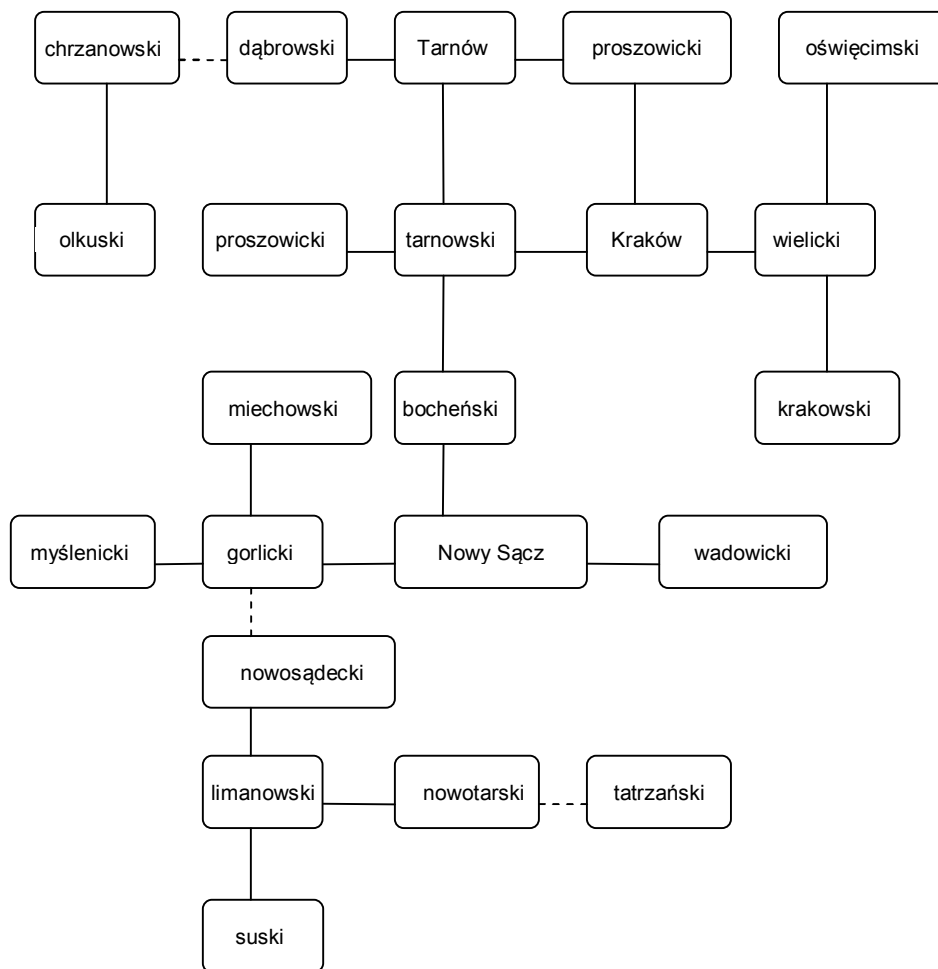 chrzanowski
dąbrowski
Tarnów
proszowicki
oświęcimski
olkuski
proszowicki
tarnowski
Kraków
wielicki
miechowski
bocheński
krakowski
myślenicki
gorlicki
Nowy Sącz
wadowicki
nowosądecki
limanowski
nowotarski
tatrzański
suski